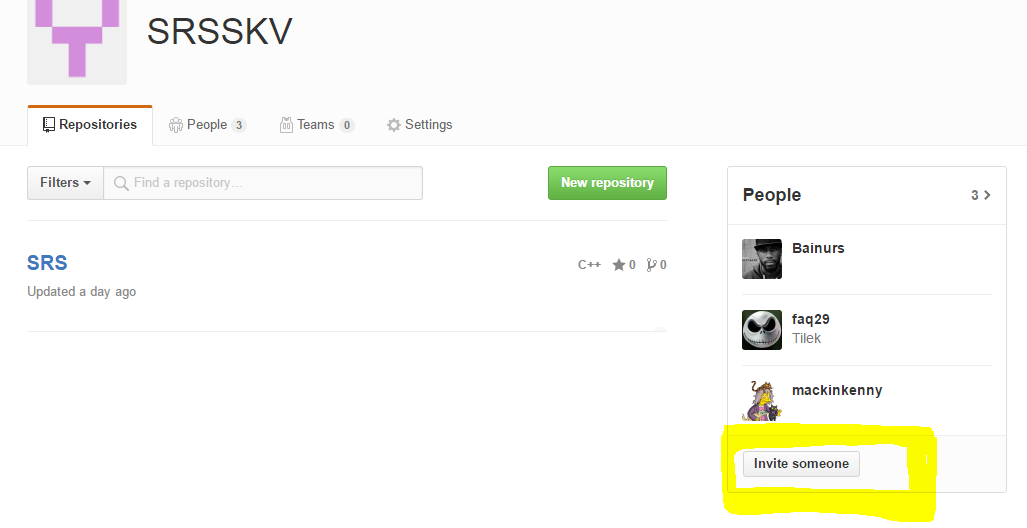 SRSSKV
Repositories People 3 Teams 0 Settings
Filters Find a repository... New repository
People 3
SRS C++ 0 0
Updated a day ago
Bainurs
faq29
Tilek
mackinkenny
Invite someone